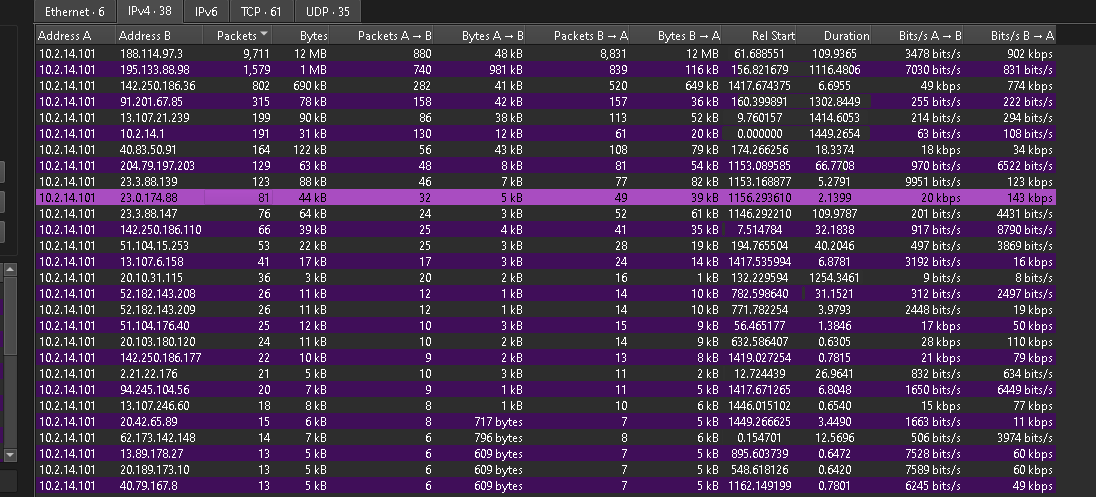 Ethernet · 6 IPv4 · 38 IPv6 TCP · 61 UDP · 35
Address A Address B Packets Bytes Packets A → B Bytes A → B Packets B → A Bytes B → A Rel Start Duration Bits/s A → B Bits/s B → A
10.2.14.101 188.114.97.3 9,711 12 MB 880 48 kB 8,831 12 MB 61.688551 109.9365 3478 bits/s 902 kbps
10.2.14.101 195.133.88.98 1,579 1 MB 740 981 kB 839 116 kB 156.821679 1116.4806 7030 bits/s 831 bits/s
10.2.14.101 142.250.186.36 802 690 kB 282 41 kB 520 649 kB 1417.674375 6.6955 49 kbps 774 kbps
10.2.14.101 91.201.67.85 315 78 kB 158 42 kB 157 36 kB 160.399891 1302.8449 255 bits/s 222 bits/s
10.2.14.101 13.107.21.239 199 90 kB 86 38 kB 113 52 kB 9.760157 1414.6053 214 bits/s 294 bits/s
10.2.14.101 10.2.14.1 191 31 kB 130 12 kB 61 20 kB 0.000000 1449.2654 63 bits/s 108 bits/s
10.2.14.101 40.83.50.91 164 122 kB 56 43 kB 108 79 kB 174.266256 18.3374 18 kbps 34 kbps
10.2.14.101 204.79.197.203 129 63 kB 48 8 kB 81 54 kB 1153.089585 66.7708 970 bits/s 6522 bits/s
10.2.14.101 23.3.88.139 123 88 kB 46 7 kB 77 82 kB 1153.168877 5.2791 9951 bits/s 123 kbps
10.2.14.101 23.0.174.88 81 44 kB 32 5 kB 49 39 kB 1156.293610 2.1399 20 kbps 143 kbps
10.2.14.101 23.3.88.147 76 64 kB 24 3 kB 52 61 kB 1146.292210 109.9787 201 bits/s 4431 bits/s
10.2.14.101 142.250.186.110 66 39 kB 25 4 kB 41 35 kB 7.514784 32.1838 917 bits/s 8790 bits/s
10.2.14.101 51.104.15.253 53 22 kB 25 3 kB 28 19 kB 194.765504 40.2046 497 bits/s 3869 bits/s
10.2.14.101 13.107.6.158 41 17 kB 17 3 kB 24 14 kB 1417.535994 6.8781 3192 bits/s 16 kbps
10.2.14.101 20.10.31.115 36 3 kB 20 2 kB 16 1 kB 132.229594 1254.3461 9 bits/s 8 bits/s
10.2.14.101 52.182.143.208 26 11 kB 12 1 kB 14 10 kB 782.598640 31.1521 312 bits/s 2497 bits/s
10.2.14.101 52.182.143.209 26 11 kB 12 1 kB 14 10 kB 771.782254 3.9793 2448 bits/s 19 kbps
10.2.14.101 51.104.176.40 25 12 kB 10 3 kB 15 9 kB 56.465177 1.3846 17 kbps 50 kbps
10.2.14.101 20.103.180.120 24 11 kB 10 2 kB 14 9 kB 632.586407 0.6305 28 kbps 110 kbps
10.2.14.101 142.250.186.177 22 10 kB 9 2 kB 13 8 kB 1419.027254 0.7815 21 kbps 79 kbps
10.2.14.101 2.21.22.176 21 5 kB 10 3 kB 11 2 kB 12.724439 26.9641 832 bits/s 634 bits/s
10.2.14.101 94.245.104.56 20 7 kB 9 1 kB 11 5 kB 1417.671265 6.8048 1650 bits/s 6449 bits/s
10.2.14.101 13.107.246.60 18 8 kB 8 1 kB 10 6 kB 1446.015102 0.6540 15 kbps 77 kbps
10.2.14.101 20.42.65.89 15 6 kB 8 717 bytes 7 5 kB 1449.266625 3.4490 1663 bits/s 11 kbps
10.2.14.101 62.173.142.148 14 7 kB 6 796 bytes 8 6 kB 0.154701 12.5696 506 bits/s 3974 bits/s
10.2.14.101 13.89.178.27 13 5 kB 6 609 bytes 7 5 kB 895.603739 0.6472 7528 bits/s 60 kbps
10.2.14.101 20.189.173.10 13 5 kB 6 609 bytes 7 5 kB 548.618126 0.6420 7589 bits/s 60 kbps
10.2.14.101 40.79.167.8 13 5 kB 6 609 bytes 7 5 kB 1162.149199 0.7801 6245 bits/s 49 kbps